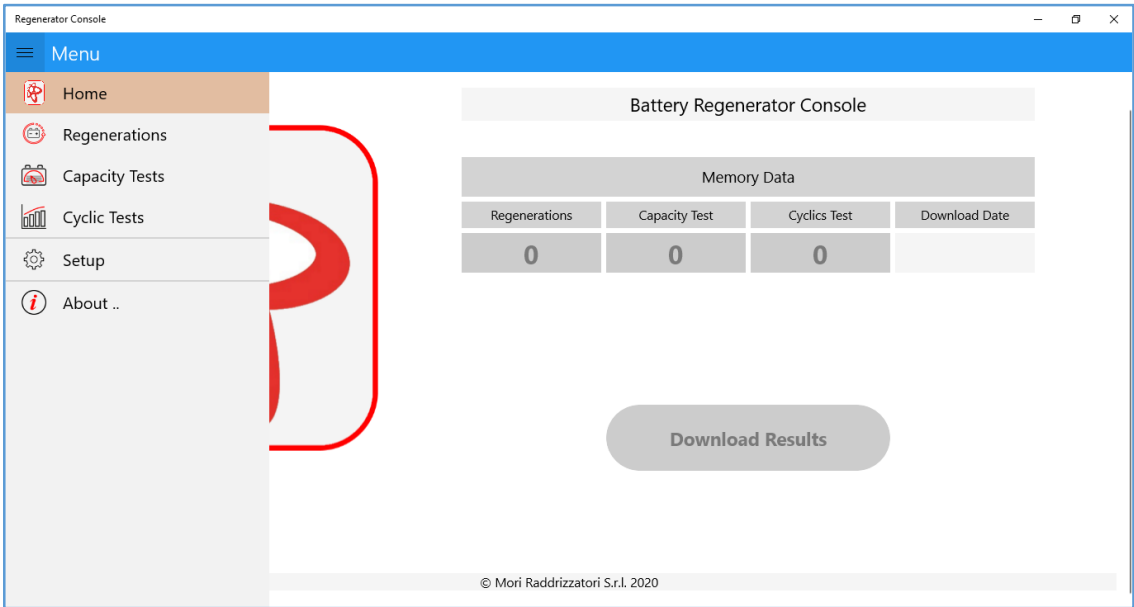 Regenerator Console
Menu
Home
Regenerations
Capacity Tests
Cyclic Tests
Setup
i About ..
Battery Regenerator Console
Memory Data
Regenerations Capacity Test Cyclics Test Download Date
0 0 0
Download Results
© Mori Raddrizzatori S.r.l. 2020